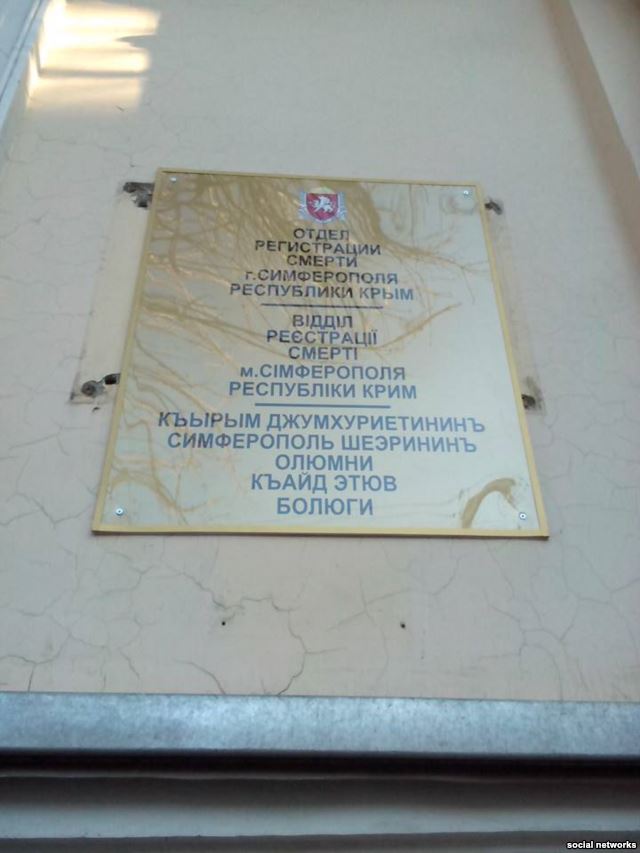 ОТДЕЛ
РЕГИСТРАЦИИ
СМЕРТИ
г.СИМФЕРОПОЛЯ
РЕСПУБЛИКИ КРЫМ
ВІДДІЛ
РЕЄСТРАЦІЇ
СМЕРТІ
м.СІМФЕРОПОЛЯ
РЕСПУБЛІКИ КРИМ
КЪЫРЫМ ДЖУМХУРИЕТИНИНЪ
СИМФЕРОПОЛЬ ШЕЭРИНИНЪ
ОЛЮМНИ
КЪАЙД ЭТЮВ
БОЛЮГИ
social networks